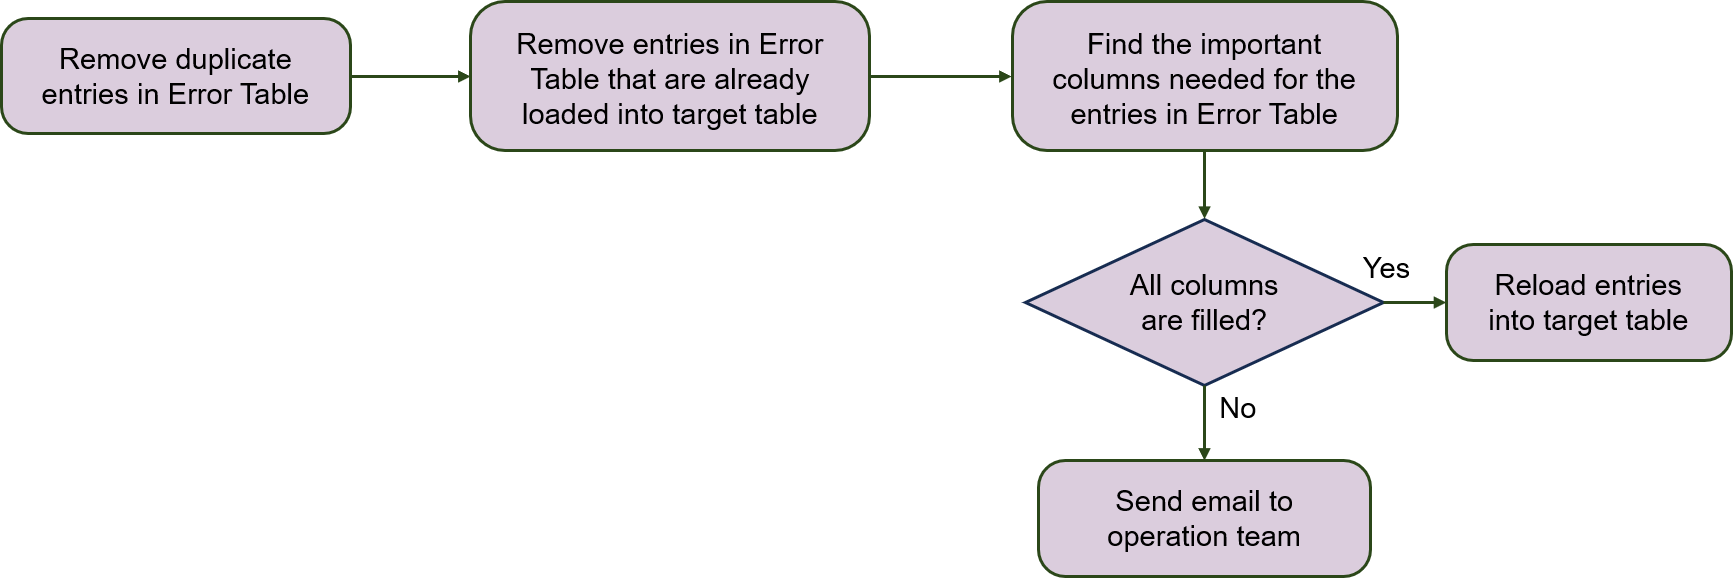 Remove duplicate
entries in Error Table
Remove entries in Error
Table that are already
loaded into target table
Find the important
columns needed for the
entries in Error Table
All columns
are filled?
Yes
Reload entries
into target table
No
Send email to
operation team